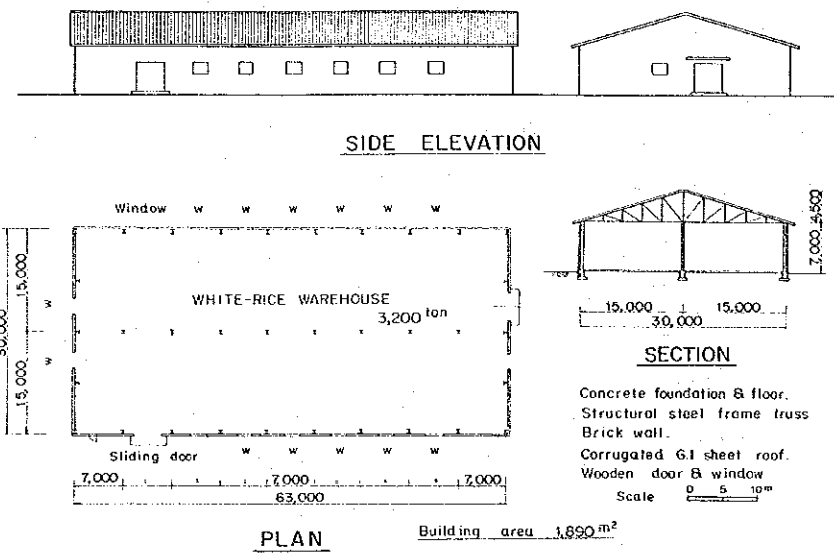 SIDE ELEVATION
Window w w w w w w
WHITE-RICE WAREHOUSE
3,200 ton
15,000
15,000
30,000
w
w
Sliding door
w w w w w
7,000 7,000 7,000
63,000
PLAN
Building area 1,890 m²
7,000
4,500
15,000 15,000
30,000
SECTION
Concrete foundation & floor.
Structural steel frame truss
Brick wall.
Corrugated G.I sheet roof.
Wooden door & window
Scale 0 5 10m